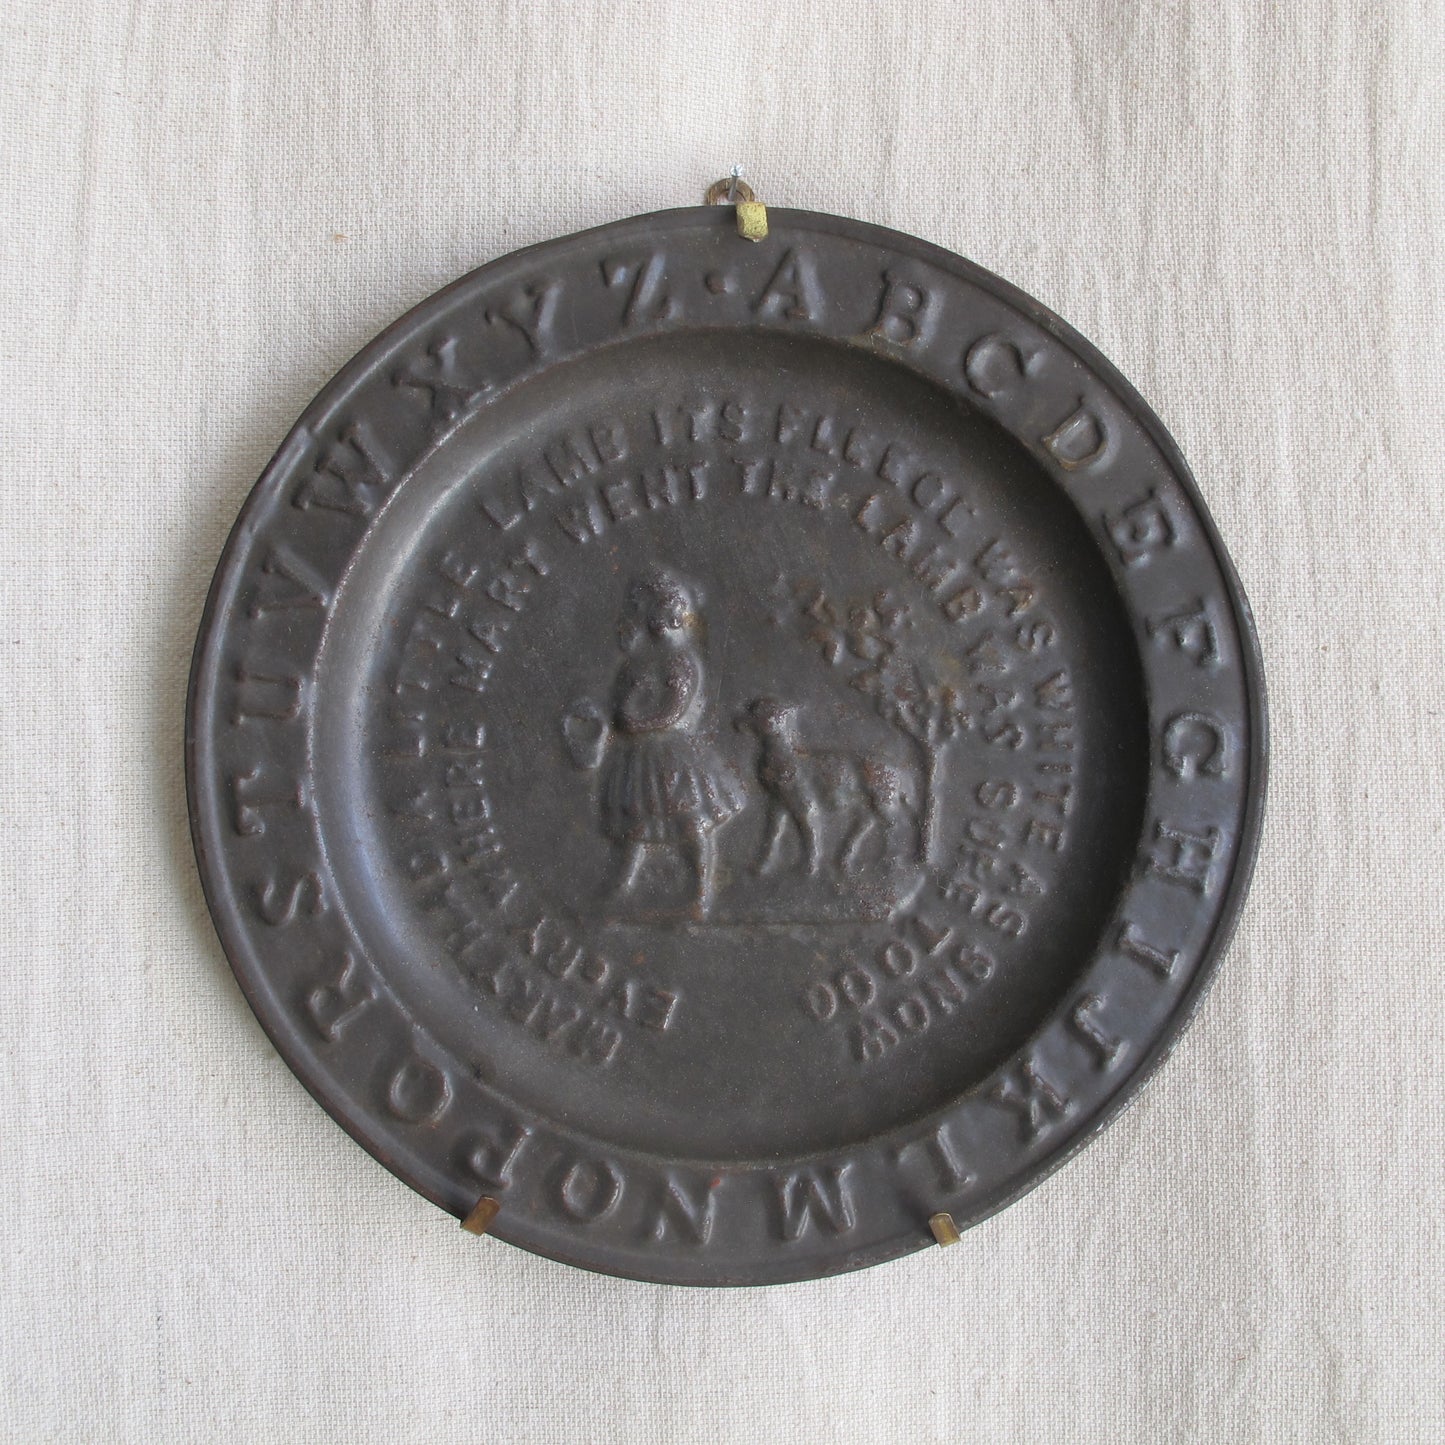 · A B C D E F G H I J K L M N O P Q R S T U V W X Y Z
MARY HAD A LITTLE LAMB ITS FLEECE WAS WHITE AS SNOW
EVERY WHERE MARY WENT THE LAMB WAS SURE TO GO